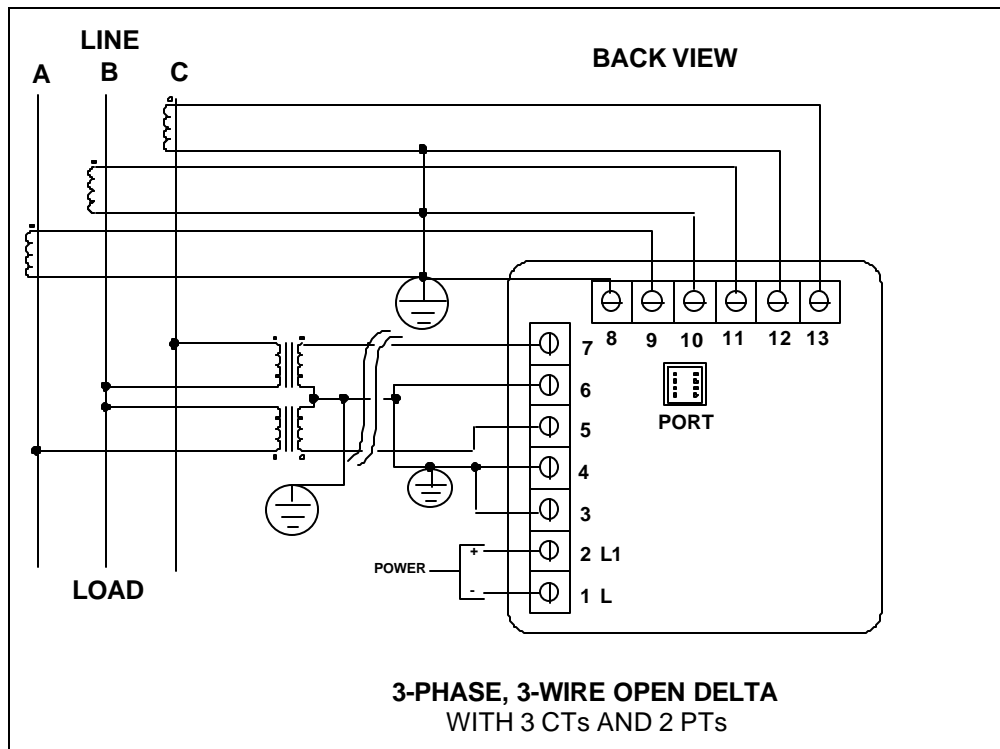 LINE
A B C
BACK VIEW
8 9 10 11 12 13
7
6
5
4
3
2 L1
1 L
PORT
POWER
+
-
LOAD
3-PHASE, 3-WIRE OPEN DELTA
WITH 3 CTs AND 2 PTs